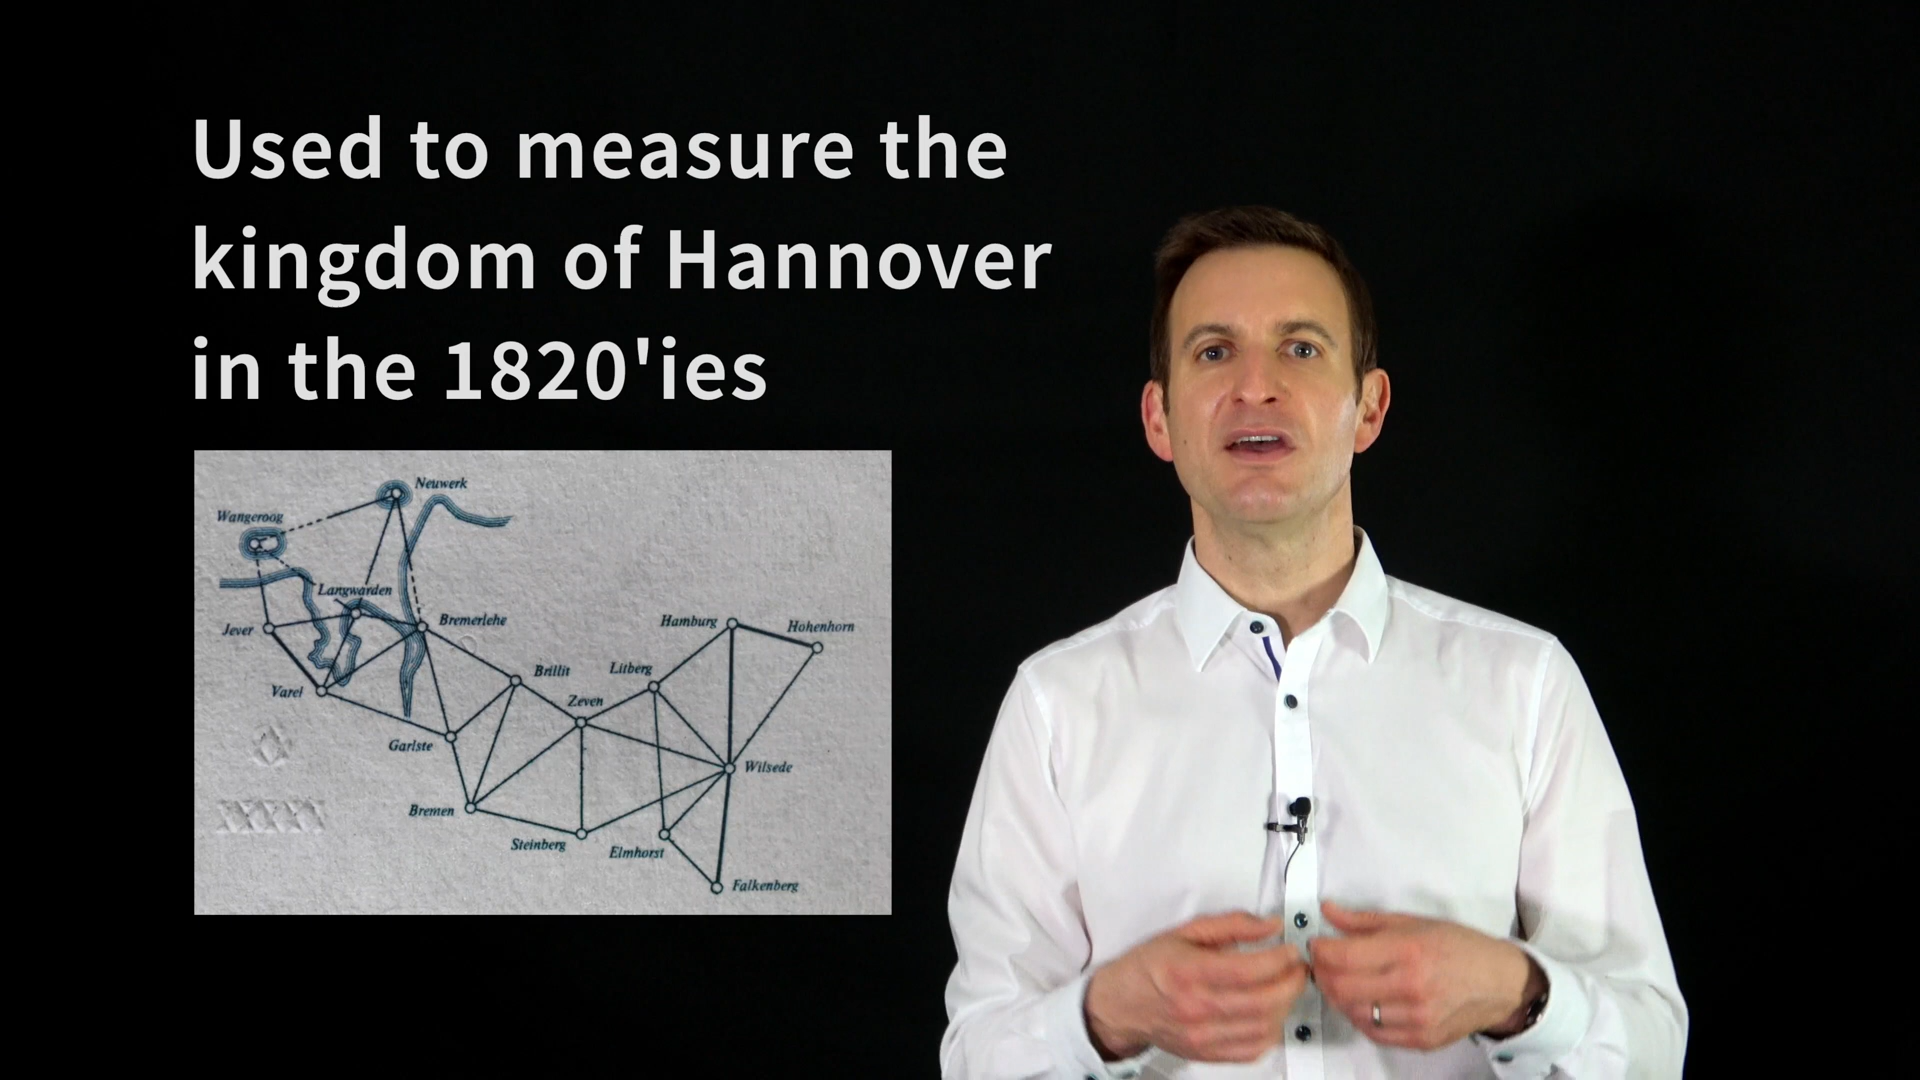 Used to measure the
kingdom of Hannover
in the 1820'ies
Neuwerk
Wangeroog
Langwarden
Jever
Bremerlehe
Hamburg
Hohenhorn
Varel
Brillit
Litberg
Zeven
Garlste
Wilsede
Bremen
Steinberg
Elmhorst
Falkenberg